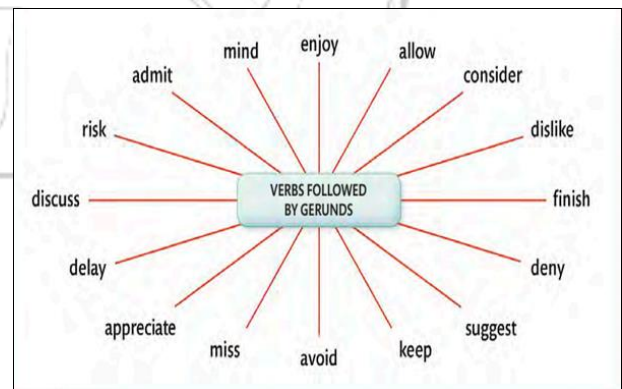 enjoy
mind
allow
admit
consider
risk
dislike
VERBS FOLLOWED
BY GERUNDS
discuss
finish
delay
deny
appreciate
suggest
miss
avoid
keep